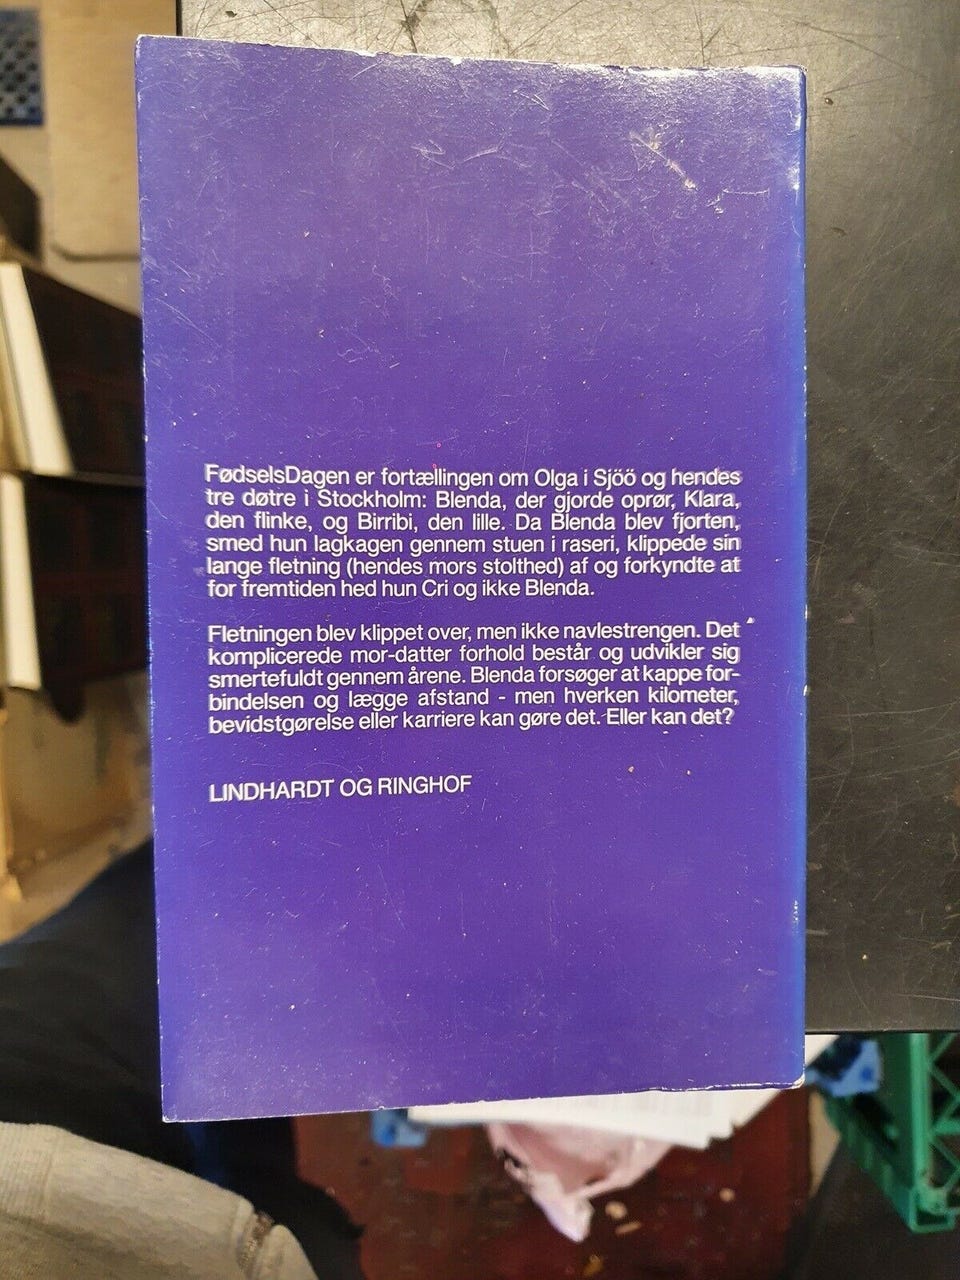 FødselsDagen er fortællingen om Olga i Sjöö og hendes
tre døtre i Stockholm: Blenda, der gjorde oprør, Klara,
den flinke, og Birribi, den lille. Da Blenda blev fjorten,
smed hun lagkagen gennem stuen i raseri, klippede sin
lange fletning (hendes mors stolthed) af og forkyndte at
for fremtiden hed hun Cri og ikke Blenda.
Fletningen blev klippet over, men ikke navlestrengen. Det
komplicerede mor-datter forhold består og udvikler sig
smertefuldt gennem årene. Blenda forsøger at kappe for-
bindelsen og lægge afstand - men hverken kilometer,
bevidstgørelse eller karriere kan gøre det. Eller kan det?
LINDHARDT OG RINGHOF